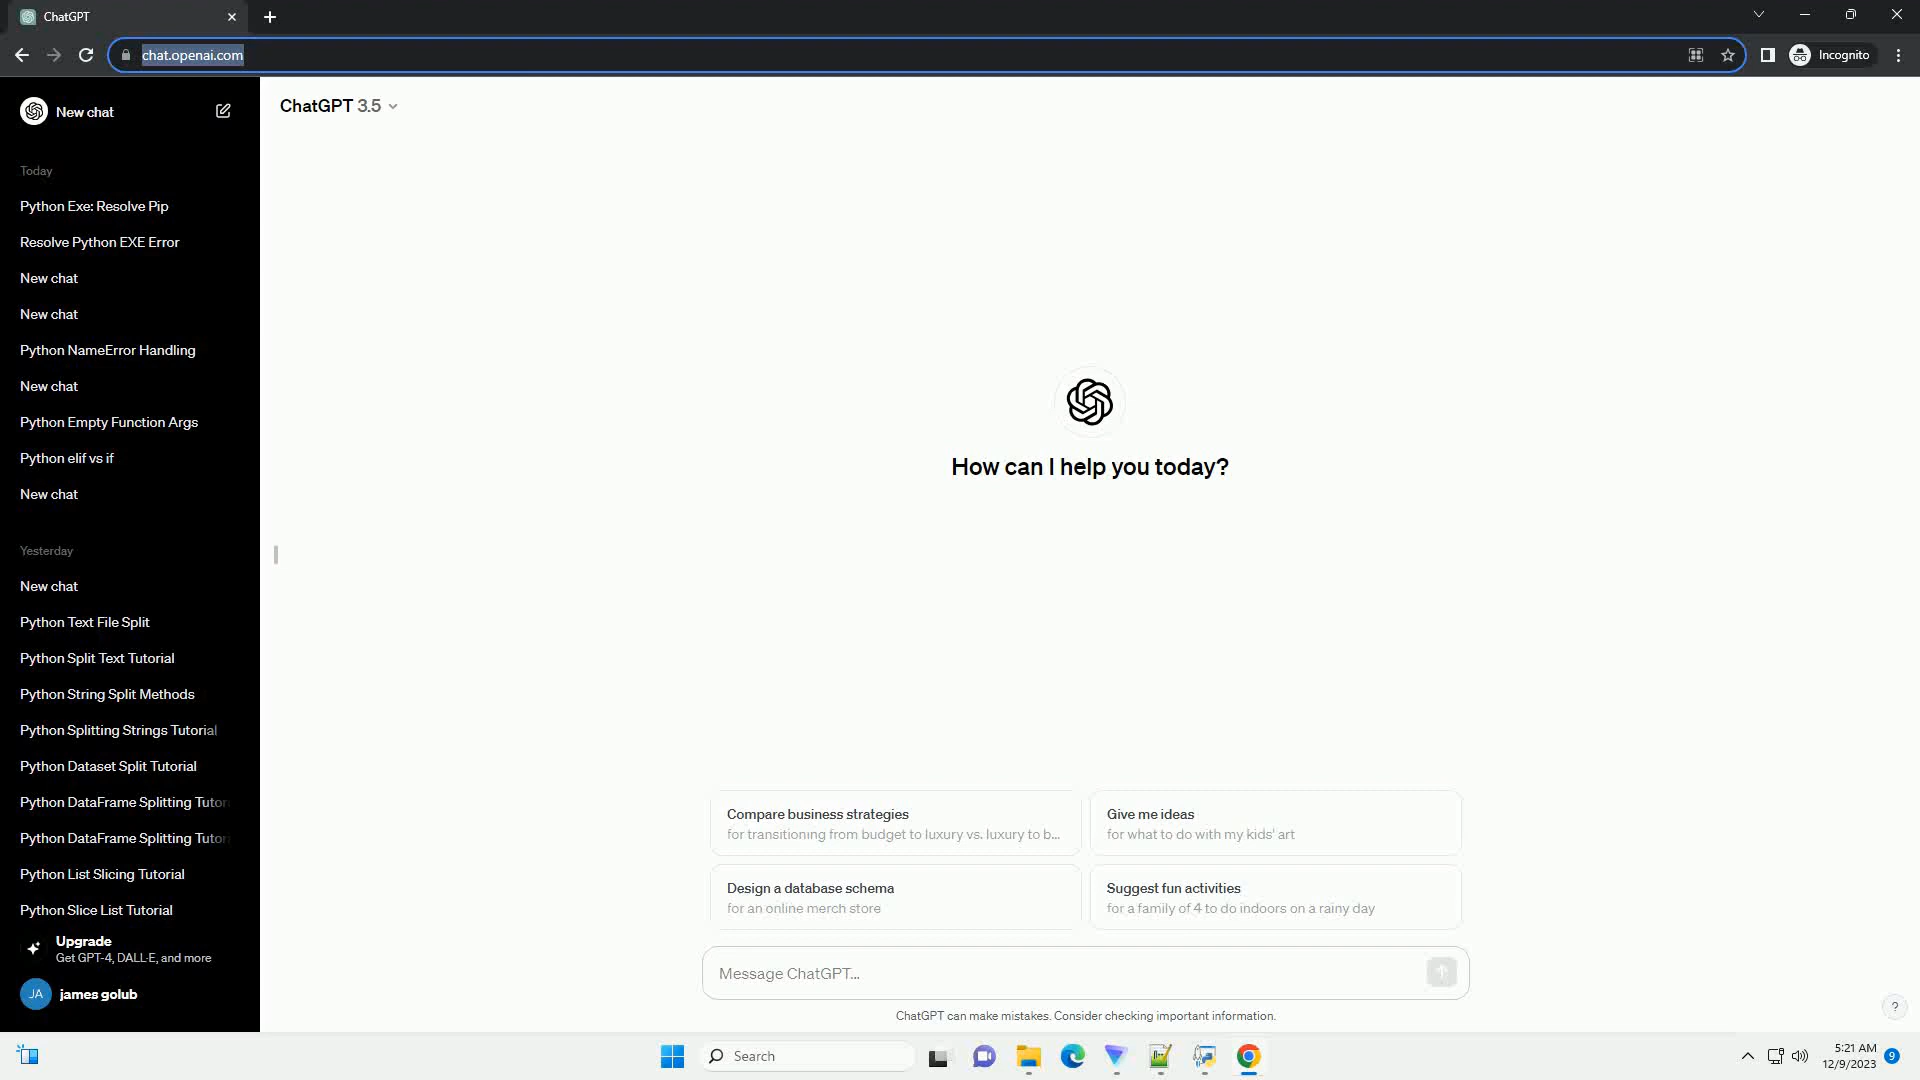 ChatGPT
chat.openai.com
Incognito
New chat
ChatGPT 3.5
Today
Python Exe: Resolve Pip
Resolve Python EXE Error
New chat
New chat
Python NameError Handling
New chat
Python Empty Function Args
Python elif vs if
New chat
Yesterday
New chat
Python Text File Split
Python Split Text Tutorial
Python String Split Methods
Python Splitting Strings Tutorial
Python Dataset Split Tutorial
Python DataFrame Splitting Tutor
Python DataFrame Splitting Tutor
Python List Slicing Tutorial
Python Slice List Tutorial
Upgrade
Get GPT-4, DALL·E, and more
JA
james golub
How can I help you today?
Compare business strategies
for transitioning from budget to luxury vs. luxury to b...
Give me ideas
for what to do with my kids' art
Design a database schema
for an online merch store
Suggest fun activities
for a family of 4 to do indoors on a rainy day
Message ChatGPT...
ChatGPT can make mistakes. Consider checking important information.
?
Search
5:21 AM
12/9/2023
9